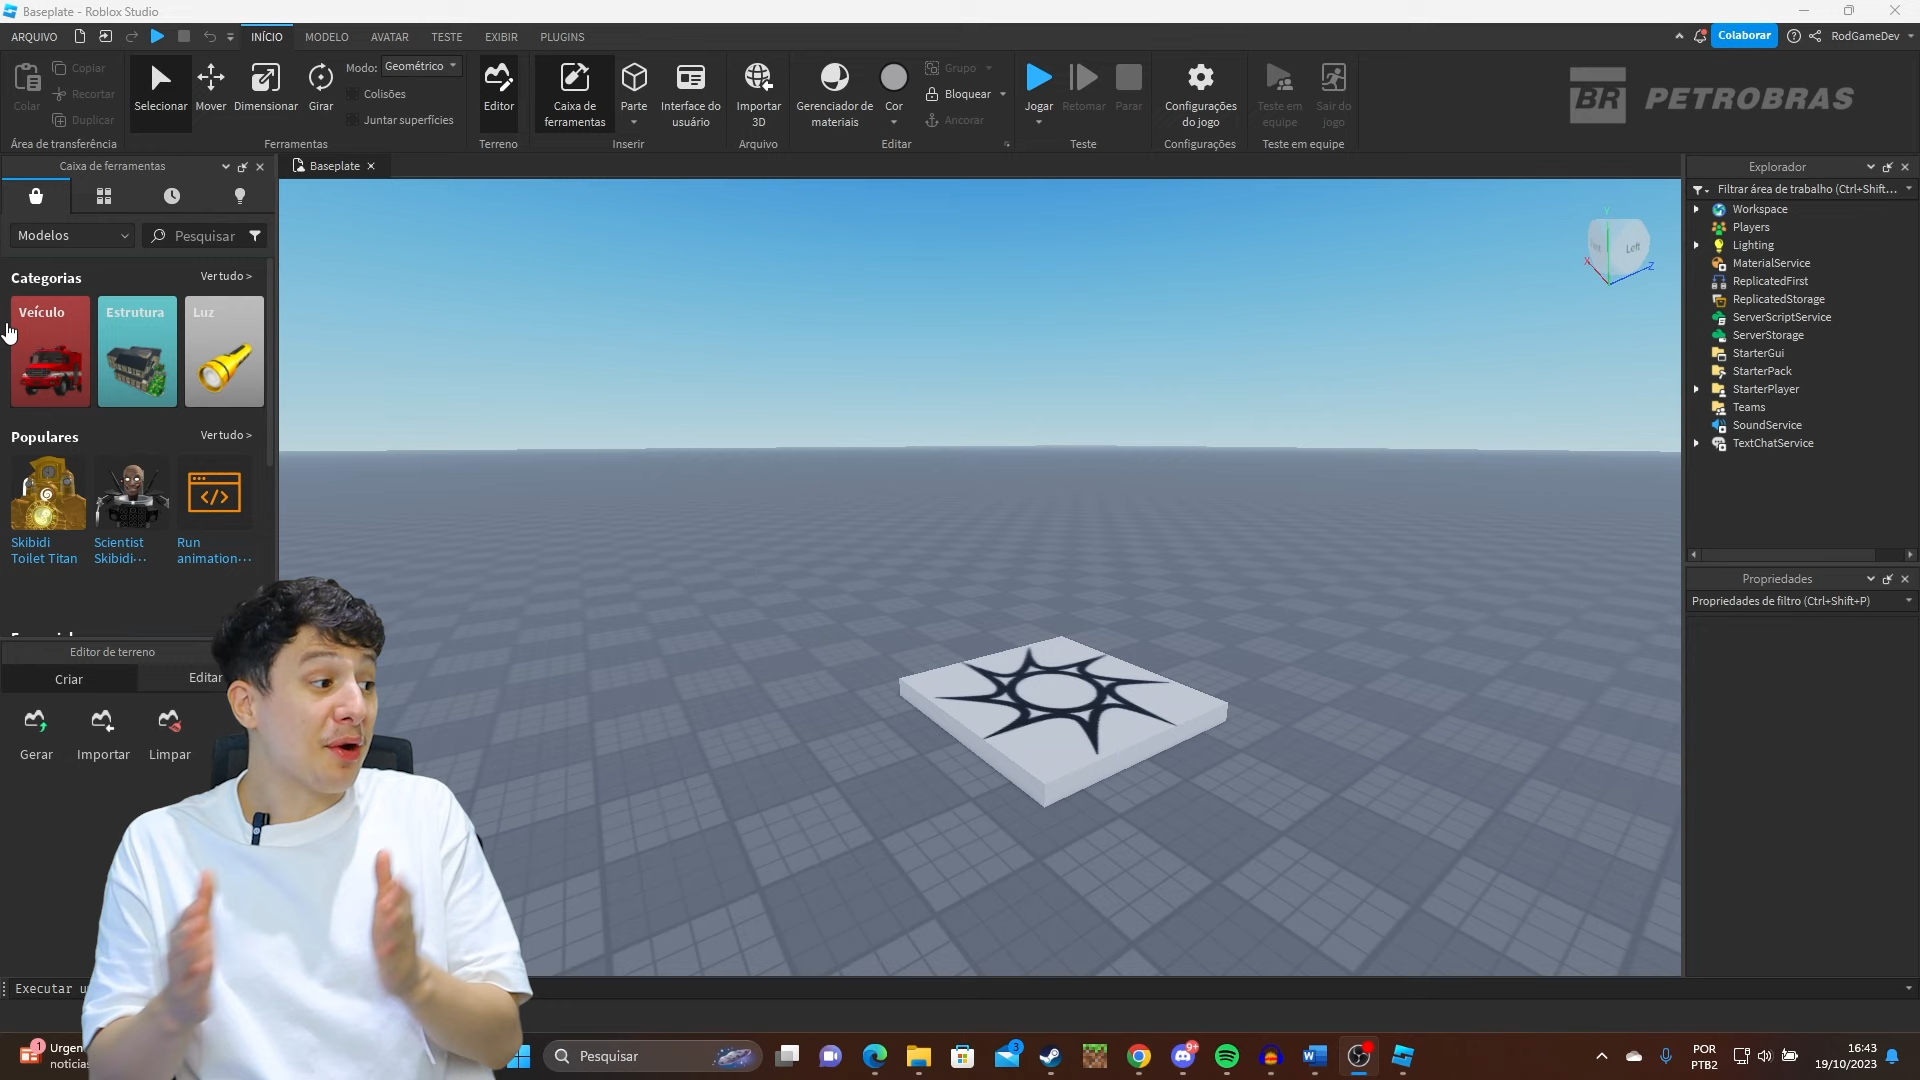 Baseplate - Roblox Studio
ARQUIVO
INÍCIO
MODELO
AVATAR
TESTE
EXIBIR
PLUGINS
Colaborar
RodGameDev
Colar
Copiar
Recortar
Duplicar
Área de transferência
Selecionar
Mover
Dimensionar
Girar
Modo: Geométrico
Colisões
Juntar superfícies
Ferramentas
Editor
Terreno
Caixa de
ferramentas
Parte
Interface do
usuário
Inserir
Importar
3D
Arquivo
Gerenciador de
materiais
Cor
Grupo
Bloquear
Ancorar
Editar
Jogar
Retomar
Parar
Teste
Configurações
do jogo
Configurações
Teste em
equipe
Sair do
jogo
Teste em equipe
BR PETROBRAS
Caixa de ferramentas
Modelos
Pesquisar
Categorias
Ver tudo >
Veículo
Estrutura
Luz
Populares
Ver tudo >
Skibidi
Toilet Titan
Scientist
Skibidi...
Run
animation...
Editor de terreno
Criar
Editar
Gerar
Importar
Limpar
Baseplate
Left
Y
X
Z
Explorador
Filtrar área de trabalho (Ctrl+Shift...
Workspace
Players
Lighting
MaterialService
ReplicatedFirst
ReplicatedStorage
ServerScriptService
ServerStorage
StarterGui
StarterPack
StarterPlayer
Teams
SoundService
TextChatService
Propriedades
Propriedades de filtro (Ctrl+Shift+P)
Executar u
1
Urgen
notícias
Pesquisar
3
9+
POR
PTB2
16:43
19/10/2023